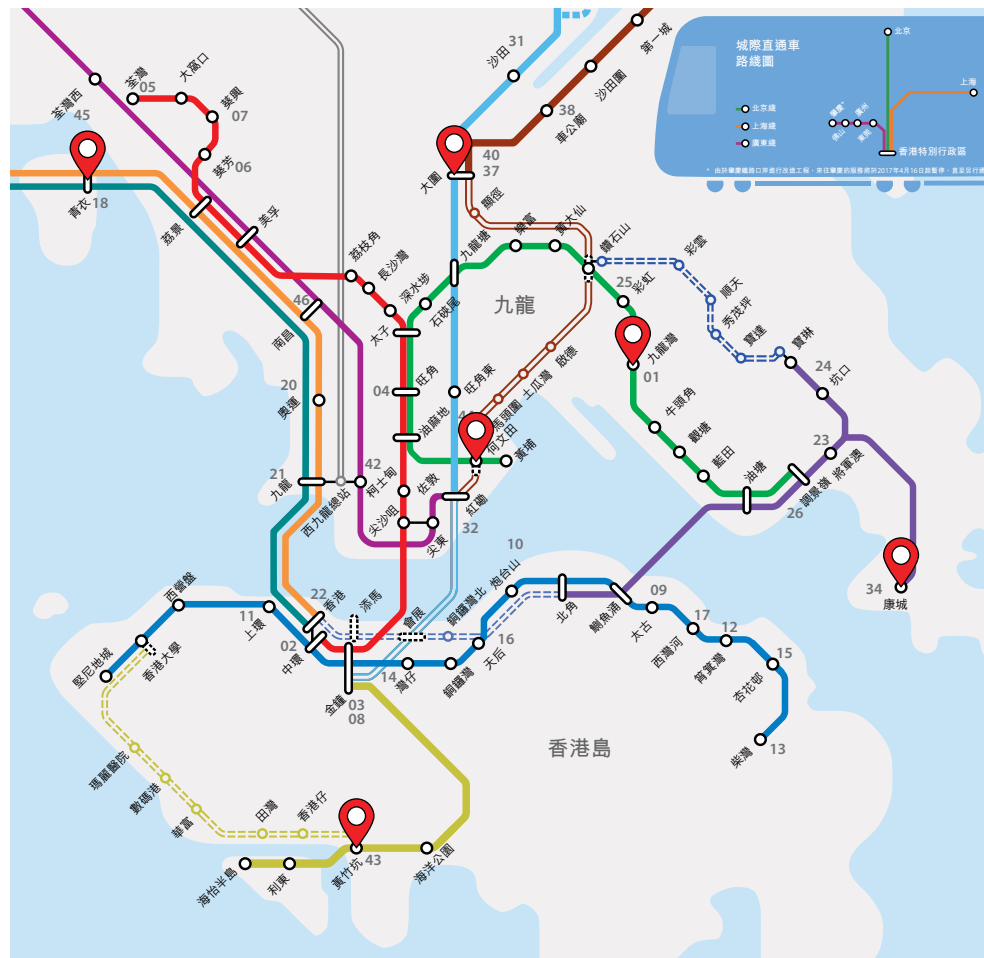 沙田
31
第一城
沙田圍
38
車公廟
城際直通車
路綫圖
北京綫
上海綫
廣東綫
北京
上海
肇慶*
廣州
佛山
東莞
香港特別行政區
荃灣西
45
荃灣
05
大窩口
葵興
07
葵芳
06
青衣
18
荔景
美孚
40
37
大圍
顯徑
荔枝角
長沙灣
深水埗
太子
石硤尾
九龍塘
樂富
黃大仙
鑽石山
25
彩虹
彩雲
順天
秀茂坪
寶達
寶琳
24
坑口
九龍
46
南昌
20
奧運
21
九龍
西九龍總站
42
柯士甸
04
旺角
油麻地
旺角東
佐敦
尖沙咀
尖東
紅磡
32
啟德
土瓜灣
馬頭圍
何文田
黃埔
九龍灣
01
牛頭角
觀塘
藍田
油塘
調景嶺
26
23
將軍澳
34
康城
西營盤
11
上環
22
香港
02
中環
添馬
會展
銅鑼灣北
炮台山
10
北角
鰂魚涌
09
太古
17
西灣河
12
筲箕灣
15
杏花邨
13
柴灣
16
天后
銅鑼灣
灣仔
14
金鐘
03
08
堅尼地城
香港大學
瑪麗醫院
數碼港
華富
田灣
香港仔
香港島
海怡半島
利東
黃竹坑
43
海洋公園